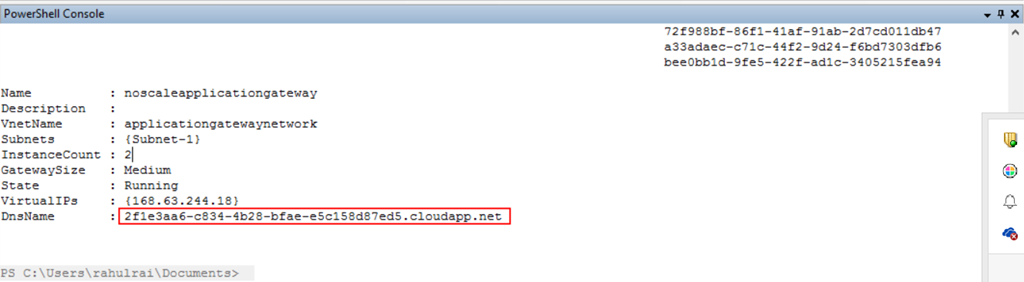 PowerShell Console
72f988bf-86f1-41af-91ab-2d7cd011db47
a33adaec-c71c-44f2-9d24-f6bd7303dfb6
bee0bb1d-9fe5-422f-ad1c-3405215fea94
Name : noscaleapplicationgateway
Description :
VnetName : applicationgatewaynetwork
Subnets : {Subnet-1}
InstanceCount : 2
GatewaySize : Medium
State : Running
VirtualIPs : {168.63.244.18}
DnsName : 2f1e3aa6-c834-4b28-bfae-e5c158d87ed5.cloudapp.net
PS C:\Users\rahulrai\Documents>